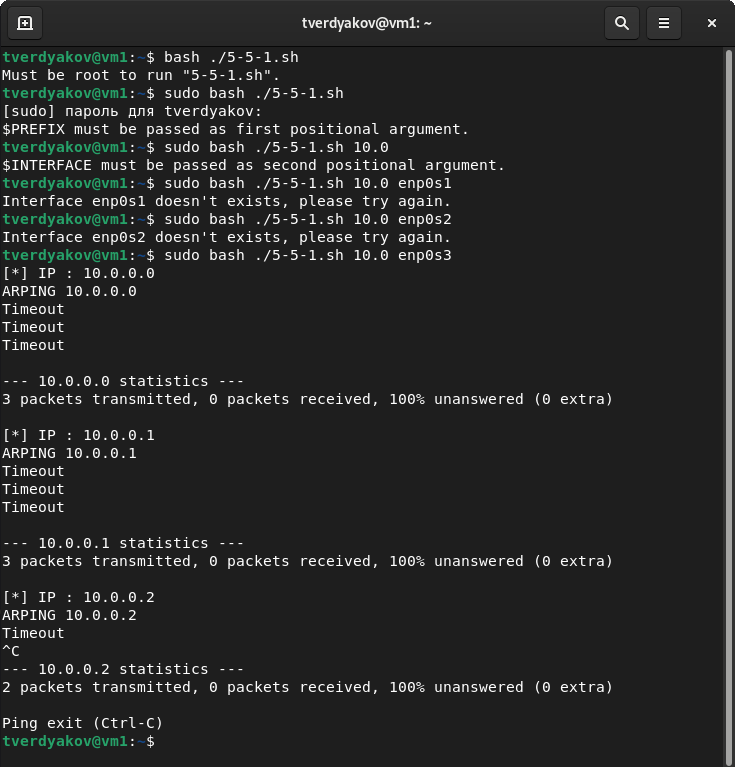 tverdyakov@vm1: ~
tverdyakov@vm1:~$ bash ./5-5-1.sh
Must be root to run "5-5-1.sh".
tverdyakov@vm1:~$ sudo bash ./5-5-1.sh
[sudo] пароль для tverdyakov:
$PREFIX must be passed as first positional argument.
tverdyakov@vm1:~$ sudo bash ./5-5-1.sh 10.0
$INTERFACE must be passed as second positional argument.
tverdyakov@vm1:~$ sudo bash ./5-5-1.sh 10.0 enp0s1
Interface enp0s1 doesn't exists, please try again.
tverdyakov@vm1:~$ sudo bash ./5-5-1.sh 10.0 enp0s2
Interface enp0s2 doesn't exists, please try again.
tverdyakov@vm1:~$ sudo bash ./5-5-1.sh 10.0 enp0s3
[*] IP : 10.0.0.0
ARPING 10.0.0.0
Timeout
Timeout
Timeout
--- 10.0.0.0 statistics ---
3 packets transmitted, 0 packets received, 100% unanswered (0 extra)
[*] IP : 10.0.0.1
ARPING 10.0.0.1
Timeout
Timeout
Timeout
--- 10.0.0.1 statistics ---
3 packets transmitted, 0 packets received, 100% unanswered (0 extra)
[*] IP : 10.0.0.2
ARPING 10.0.0.2
Timeout
^C
--- 10.0.0.2 statistics ---
2 packets transmitted, 0 packets received, 100% unanswered (0 extra)
Ping exit (Ctrl-C)
tverdyakov@vm1:~$